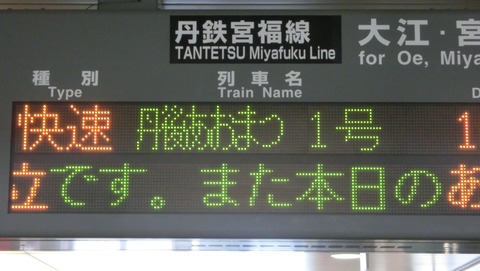 丹鉄宮福線 大江・宮
TANTETSU Miyafuku Line for Oe, Miya
種別 列車名
Type Train Name D
快速 丹後あおまつ 1号 1
立です。また本日のあ